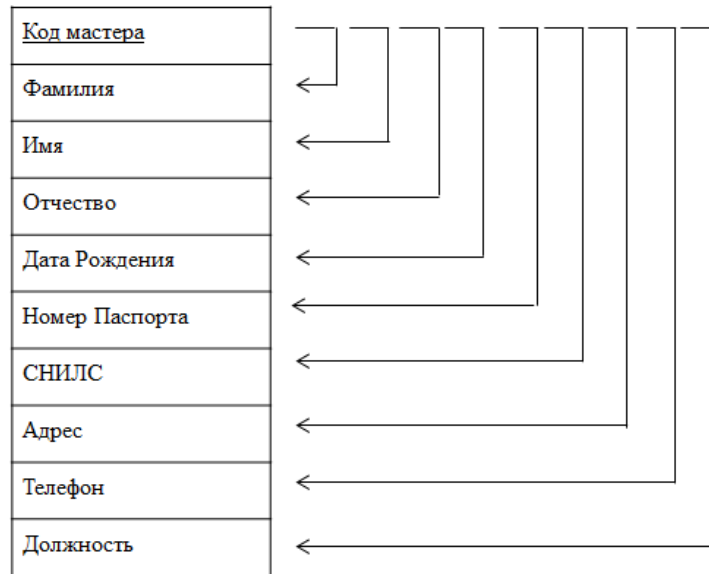 Код мастера
Фамилия
Имя
Отчество
Дата Рождения
Номер Паспорта
СНИЛС
Адрес
Телефон
Должность